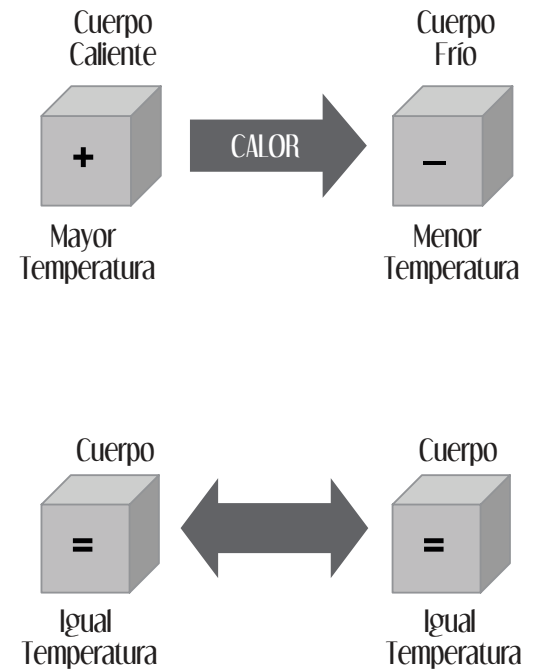 Cuerpo
Caliente
Cuerpo
Frío
+
CALOR
–
Mayor
Temperatura
Menor
Temperatura
Cuerpo
Cuerpo
=
=
Igual
Temperatura
Igual
Temperatura